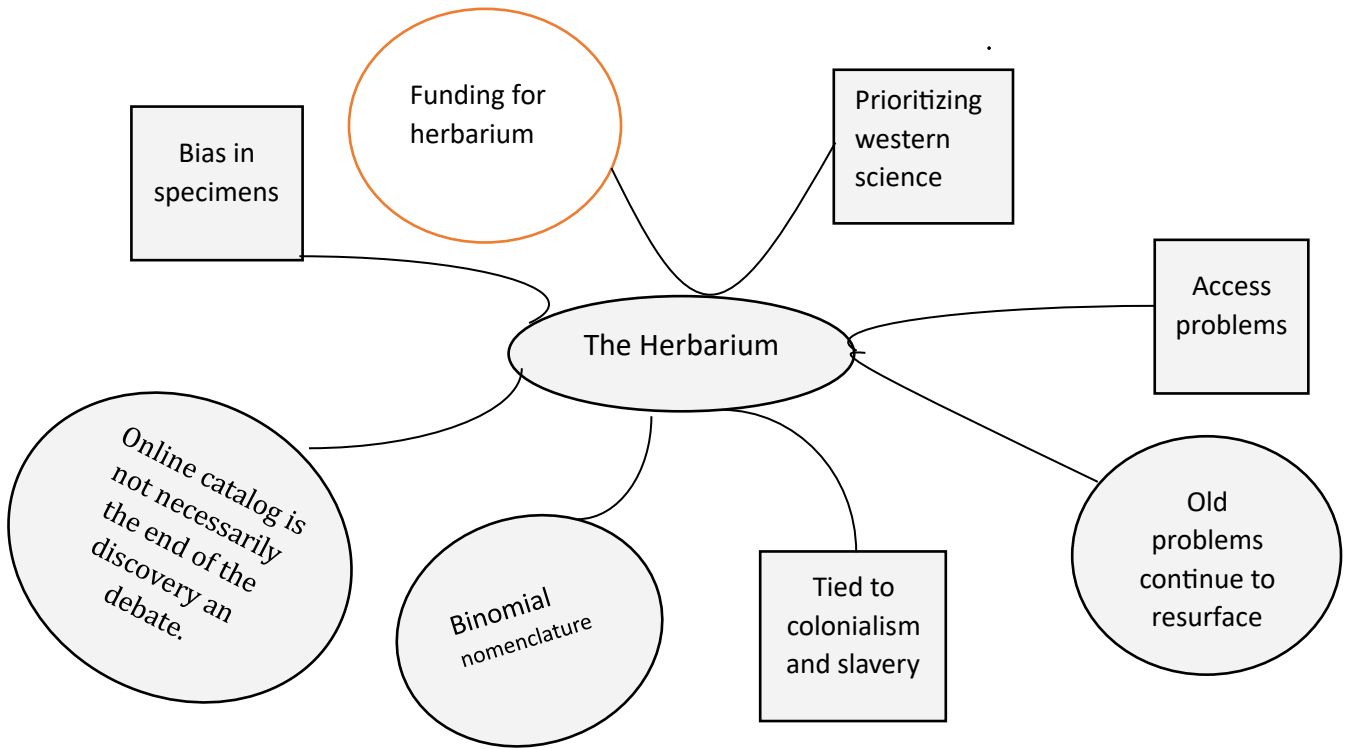 Funding for
herbarium
Prioritizing
western
science
Bias in
specimens
Access
problems
The Herbarium
Online catalog is
not necessarily
the end of the
discovery an
debate.
Binomial
nomenclature
Tied to
colonialism
and slavery
Old
problems
continue to
resurface